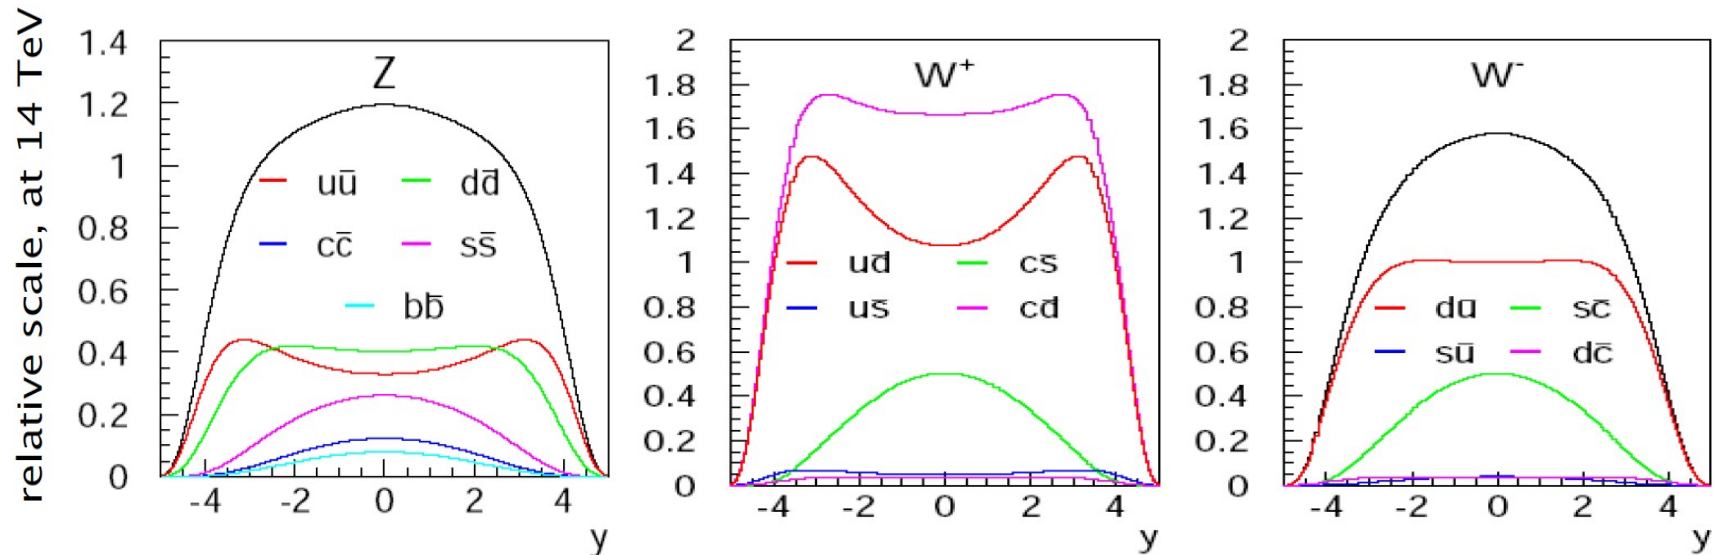 relative scale, at 14 TeV
Z
1.4
1.2
1
0.8
0.6
0.4
0.2
0
uū dd̄
cc̄ ss̄
bb̄
-4 -2 0 2 4
y
W⁺
2
1.8
1.6
1.4
1.2
1
0.8
0.6
0.4
0.2
0
ud̄ cs̄
us̄ cd̄
-4 -2 0 2 4
y
W⁻
2
1.8
1.6
1.4
1.2
1
0.8
0.6
0.4
0.2
0
dū sc̄
sū dc̄
-4 -2 0 2 4
y